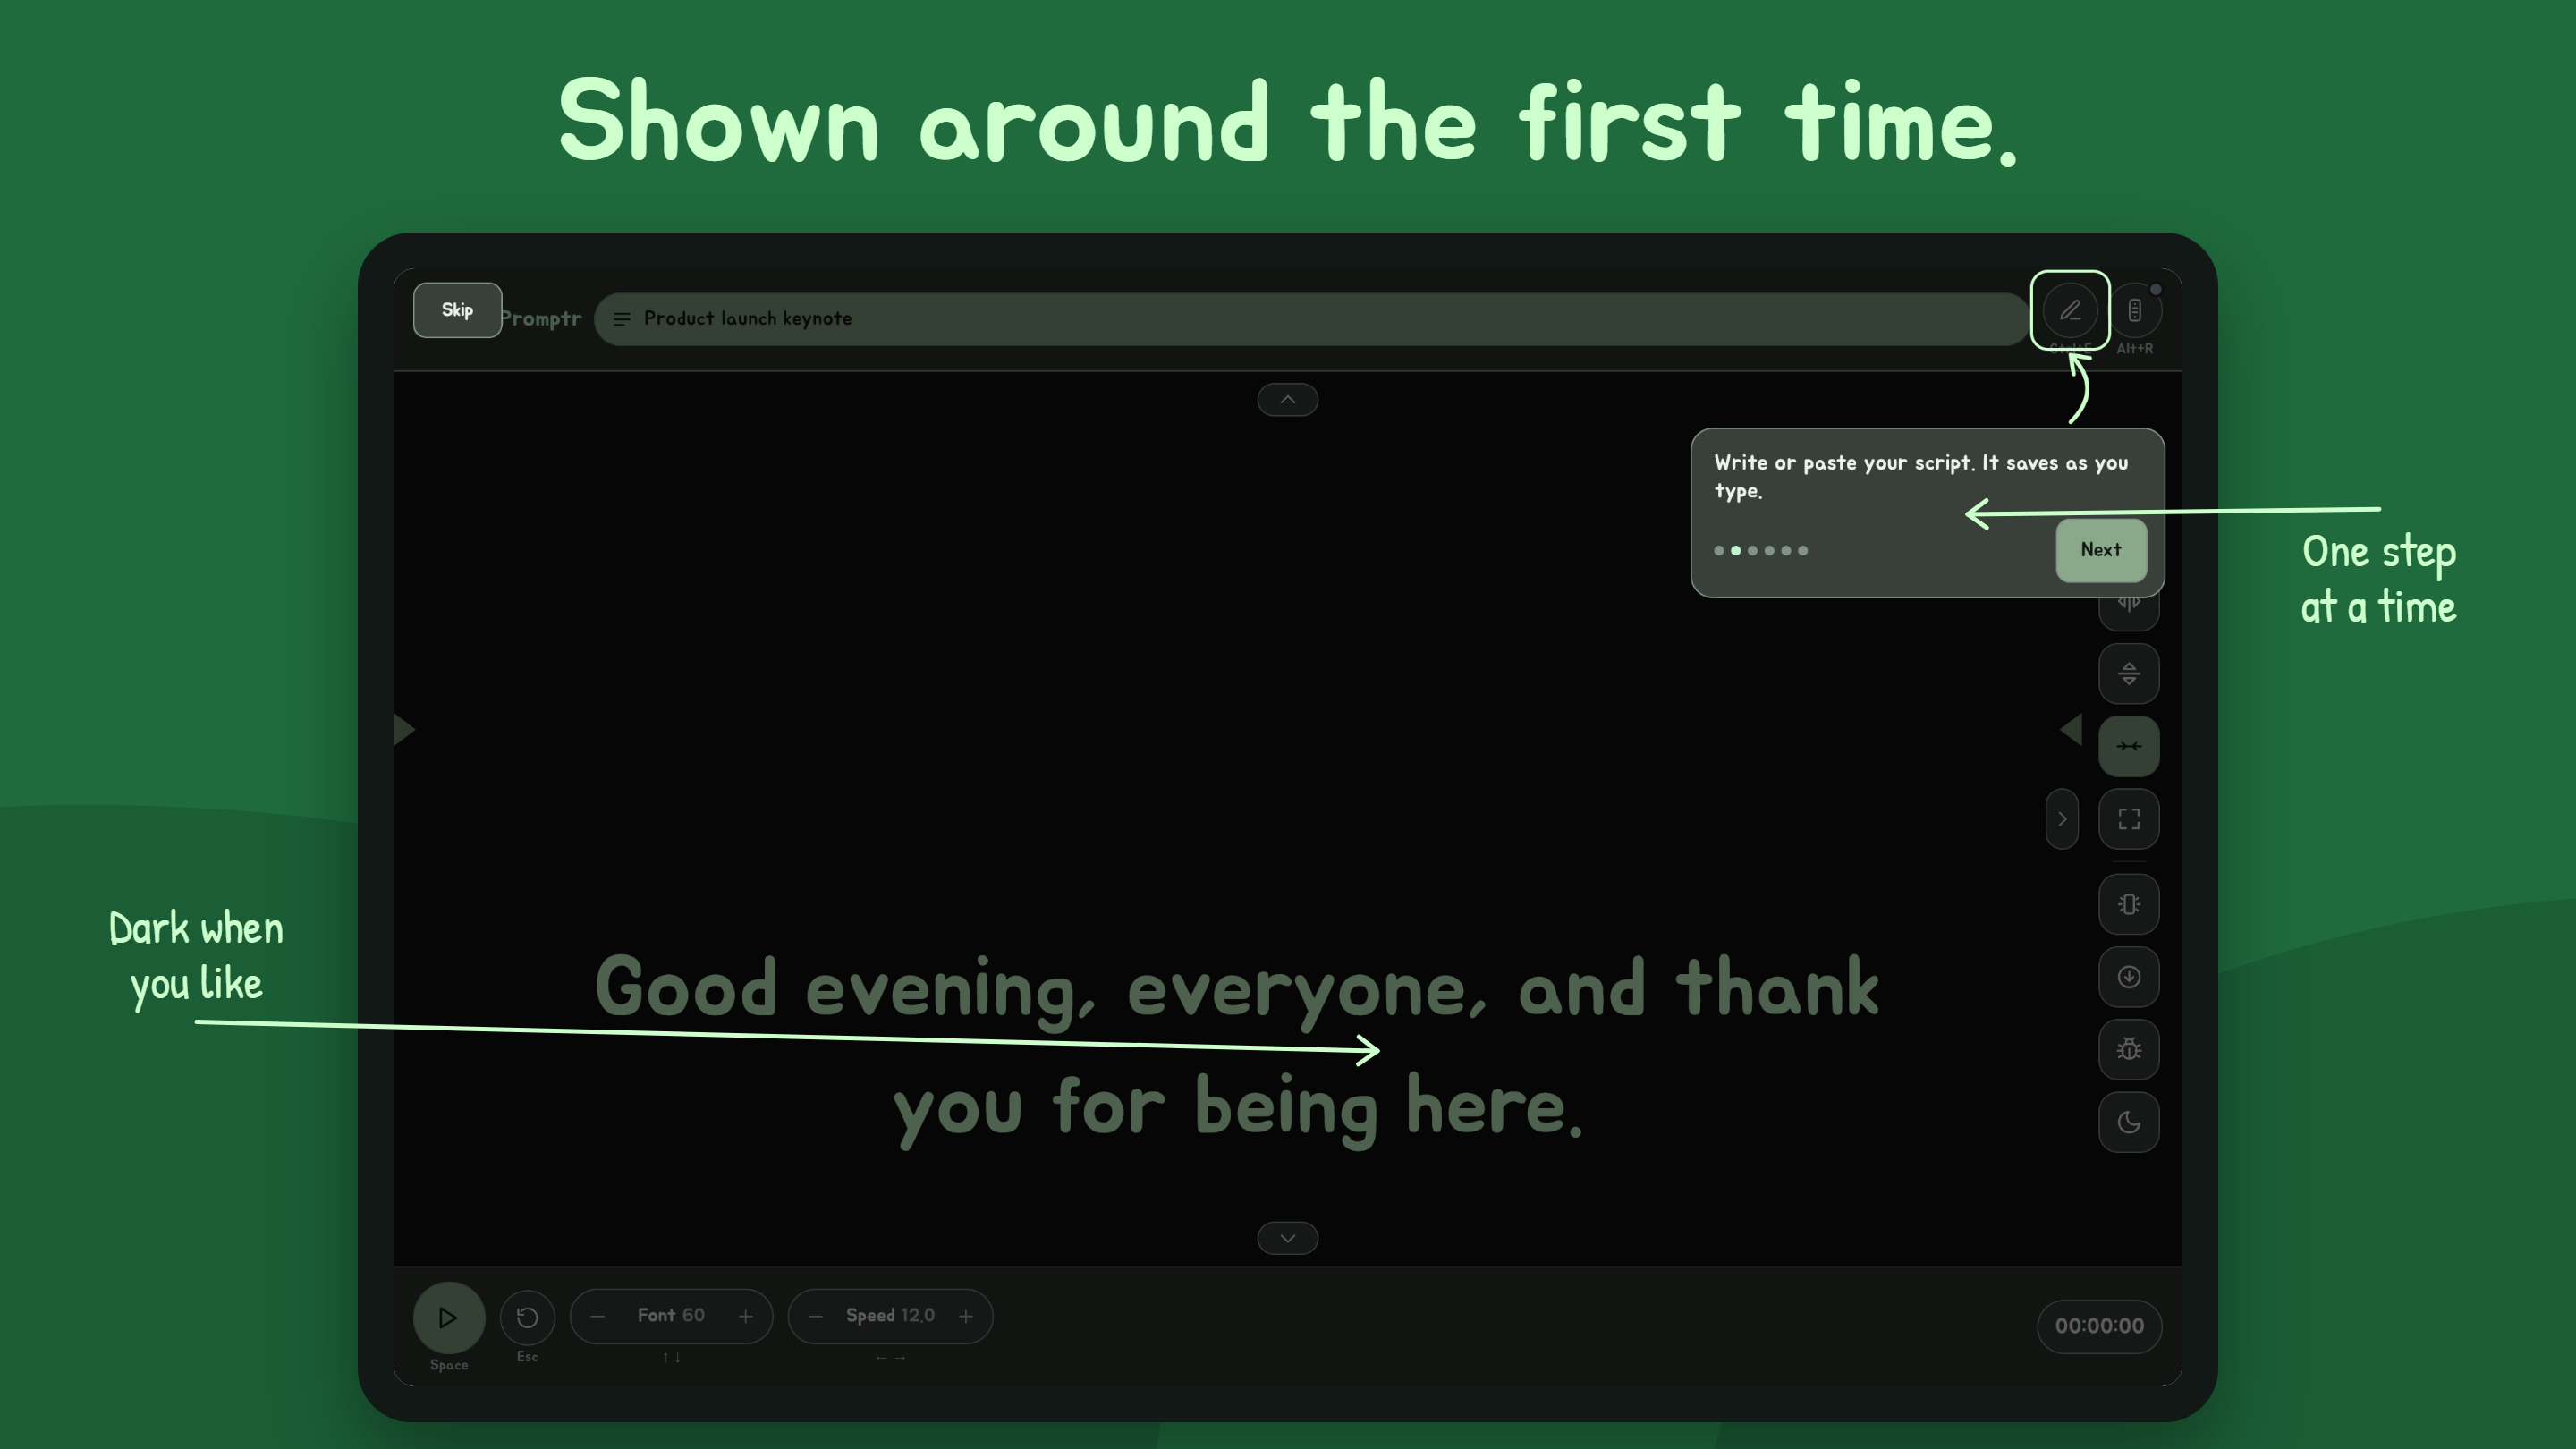 Shown around the first time.
Skip
Promptr
Product launch keynote
Ctrl+E
Alt+R
Write or paste your script. It saves as you
type.
Next
One step
at a time
Dark when
you like
Good evening, everyone, and thank
you for being here.
Font 60
Speed 12.0
00:00:00
Space
Esc
↑ ↓
← →